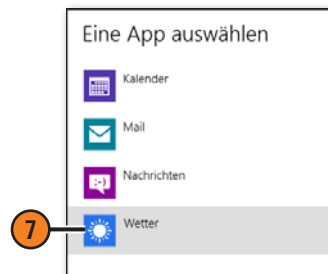 Eine App auswählen
Kalender
Mail
Nachrichten
7
Wetter